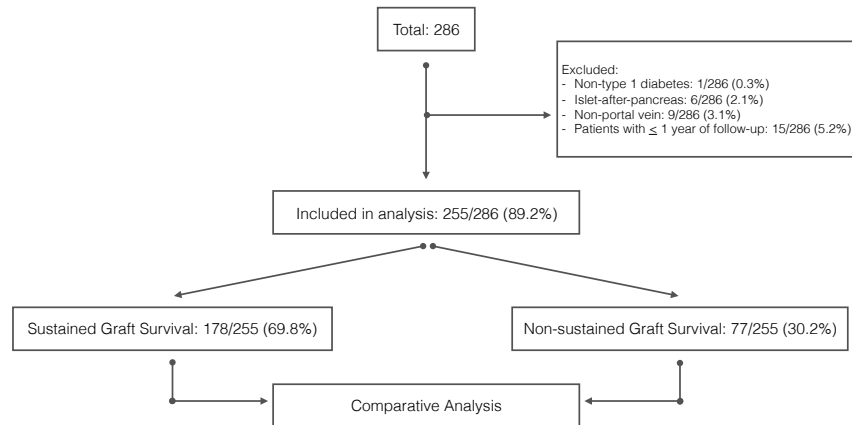 Total: 286
Excluded:
- Non-type 1 diabetes: 1/286 (0.3%)
- Islet-after-pancreas: 6/286 (2.1%)
- Non-portal vein: 9/286 (3.1%)
- Patients with ≤ 1 year of follow-up: 15/286 (5.2%)
Included in analysis: 255/286 (89.2%)
Sustained Graft Survival: 178/255 (69.8%)
Non-sustained Graft Survival: 77/255 (30.2%)
Comparative Analysis